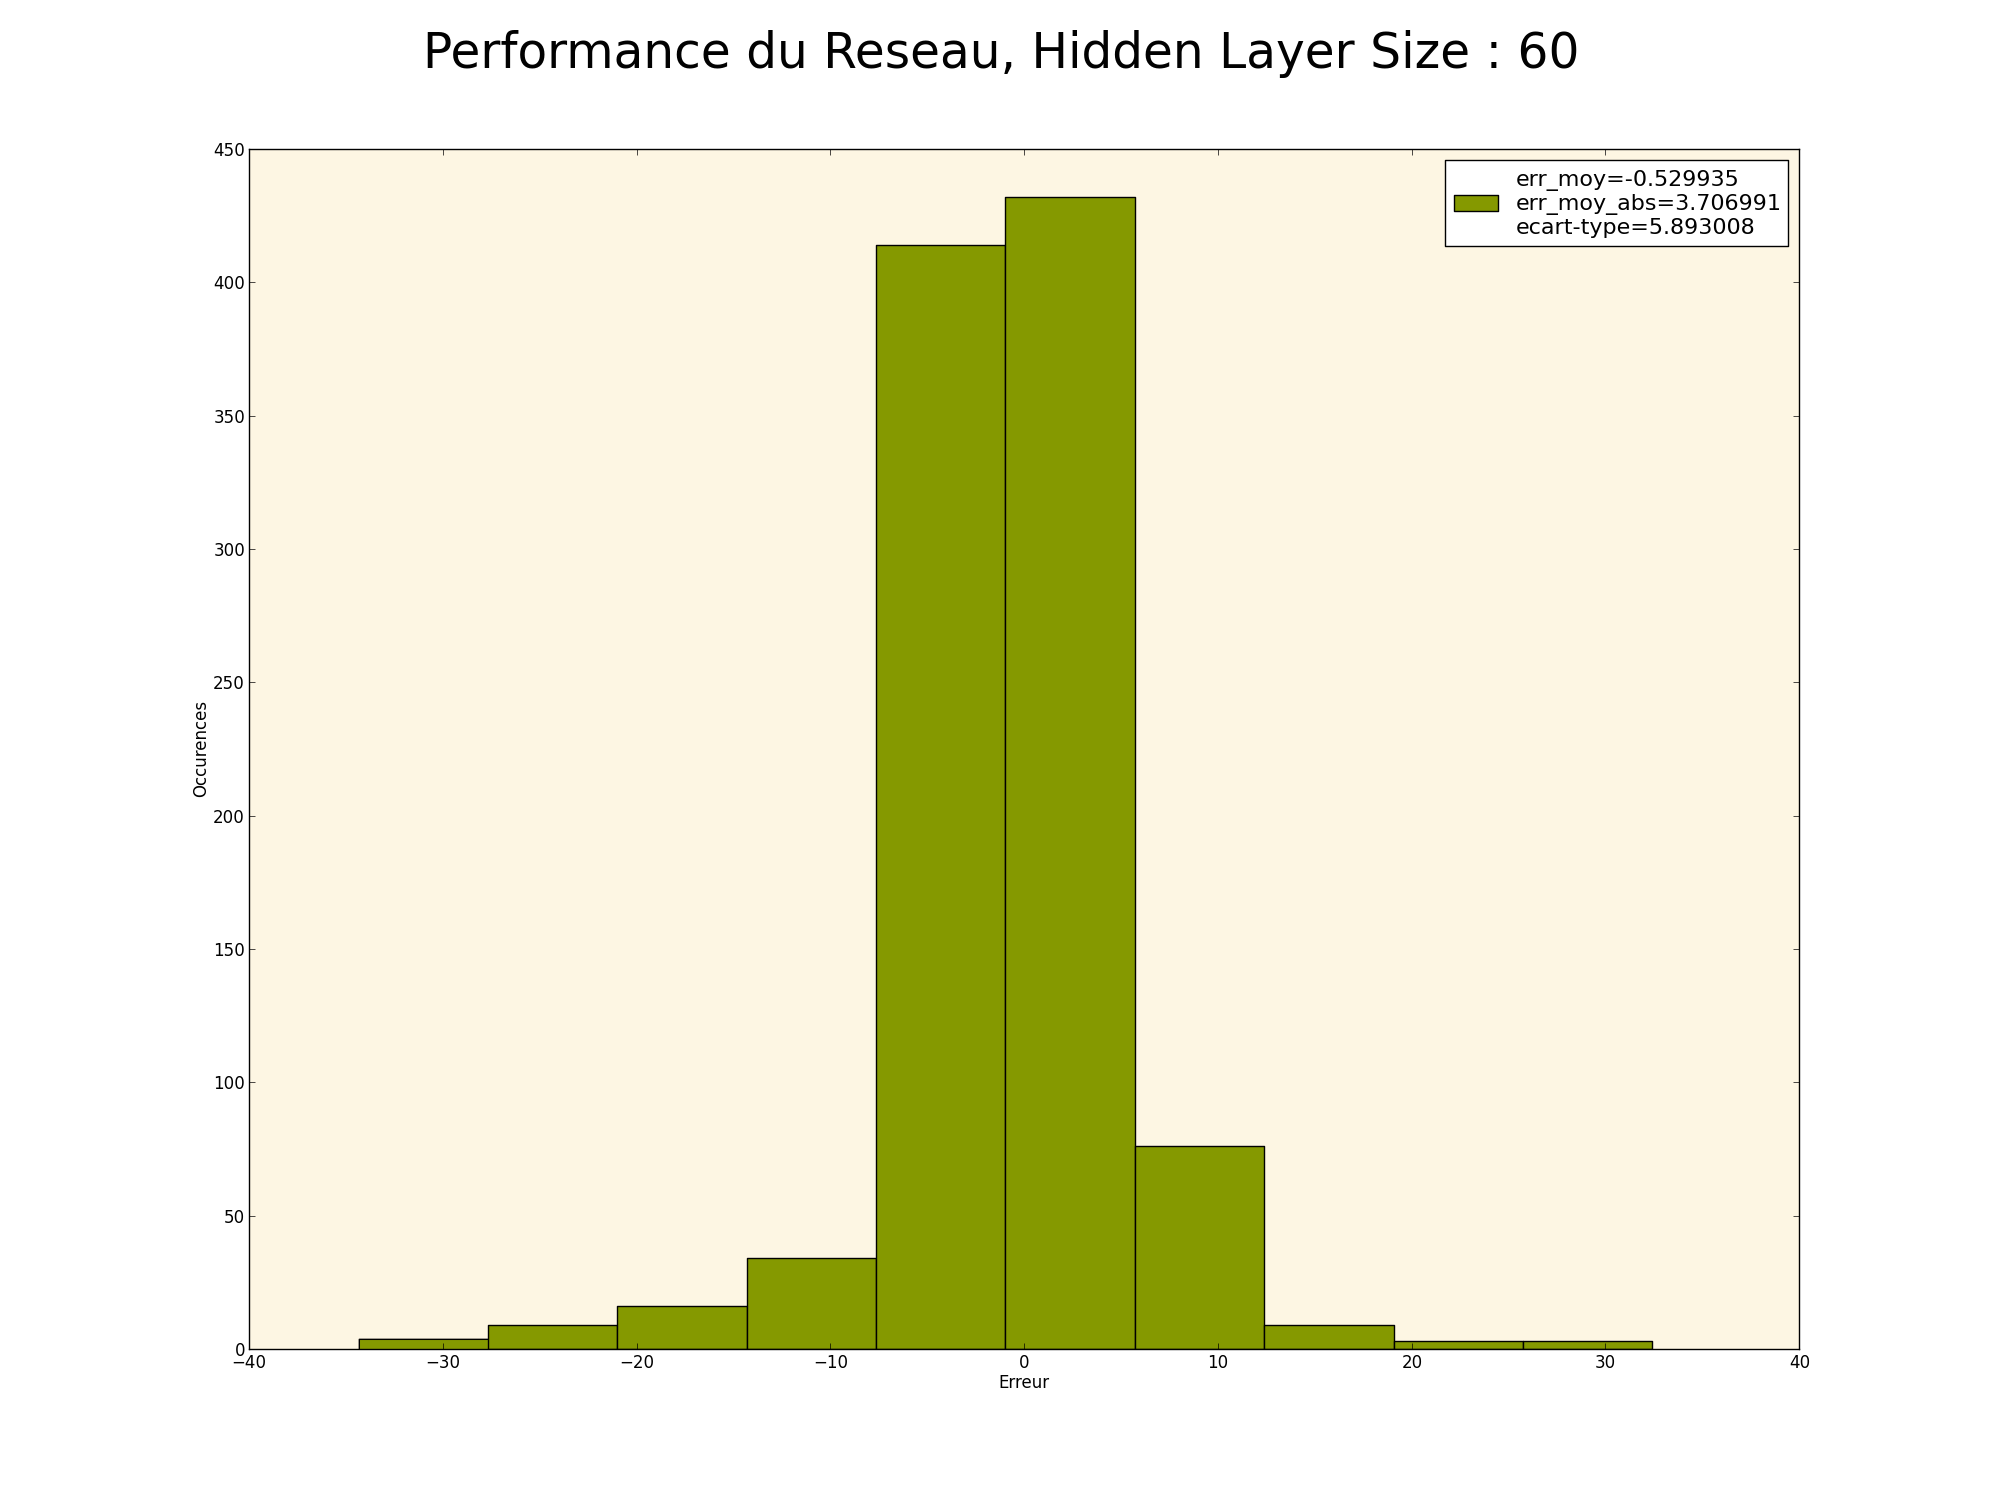 Performance du Reseau, Hidden Layer Size : 60
450
400
350
300
250
200
150
100
50
0
Occurences
err_moy=-0.529935
err_moy_abs=3.706991
ecart-type=5.893008
−40 −30 −20 −10 0 10 20 30 40
Erreur